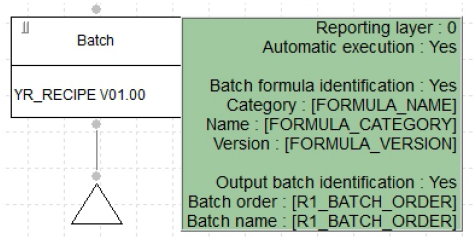 Batch
YR_RECIPE V01.00
Reporting layer : 0
Automatic execution : Yes
Batch formula identification : Yes
Category : [FORMULA_NAME]
Name : [FORMULA_CATEGORY]
Version : [FORMULA_VERSION]
Output batch identification : Yes
Batch order : [R1_BATCH_ORDER]
Batch name : [R1_BATCH_ORDER]